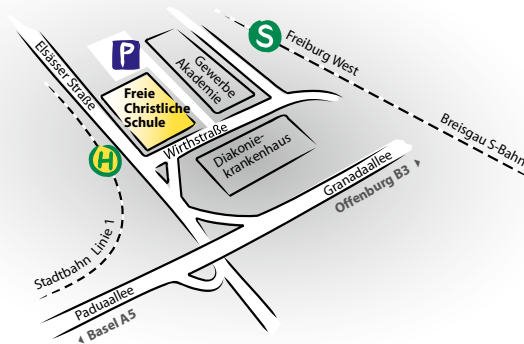 Elsässer Straße
P
S
Freiburg West
Gewerbe
Akademie
Freie
Christliche
Schule
Wirthstraße
Breisgau S-Bahn
H
Diakonie-
krankenhaus
Granadaallee
Offenburg B3
Stadtbahn Linie 1
Paduaallee
Basel A5